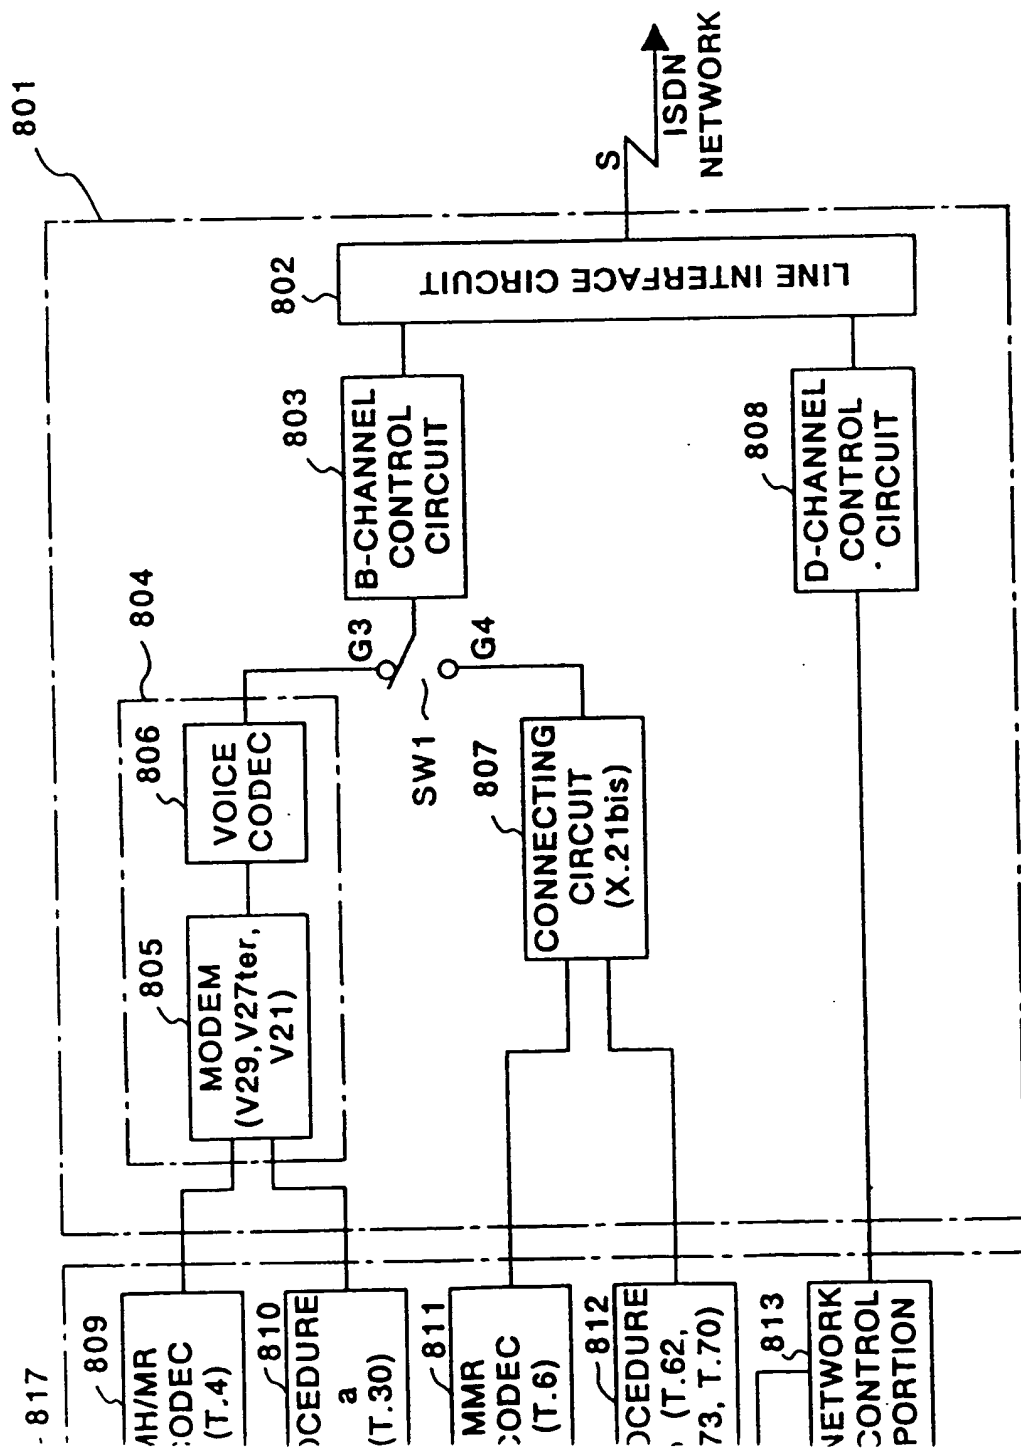 801
S
ISDN
NETWORK
802
LINE INTERFACE CIRCUIT
803
B-CHANNEL
CONTROL
CIRCUIT
808
D-CHANNEL
CONTROL
CIRCUIT
804
806
VOICE
CODEC
G3
G4
SW1
805
MODEM
(V29, V27ter,
V21)
807
CONNECTING
CIRCUIT
(X.21bis)
817
809
MH/MR
CODEC
(T.4)
810
OCEDURE
a
(T.30)
811
MMR
CODEC
(T.6)
812
OCEDURE
(T.62,
73, T.70)
813
NETWORK
CONTROL
PORTION